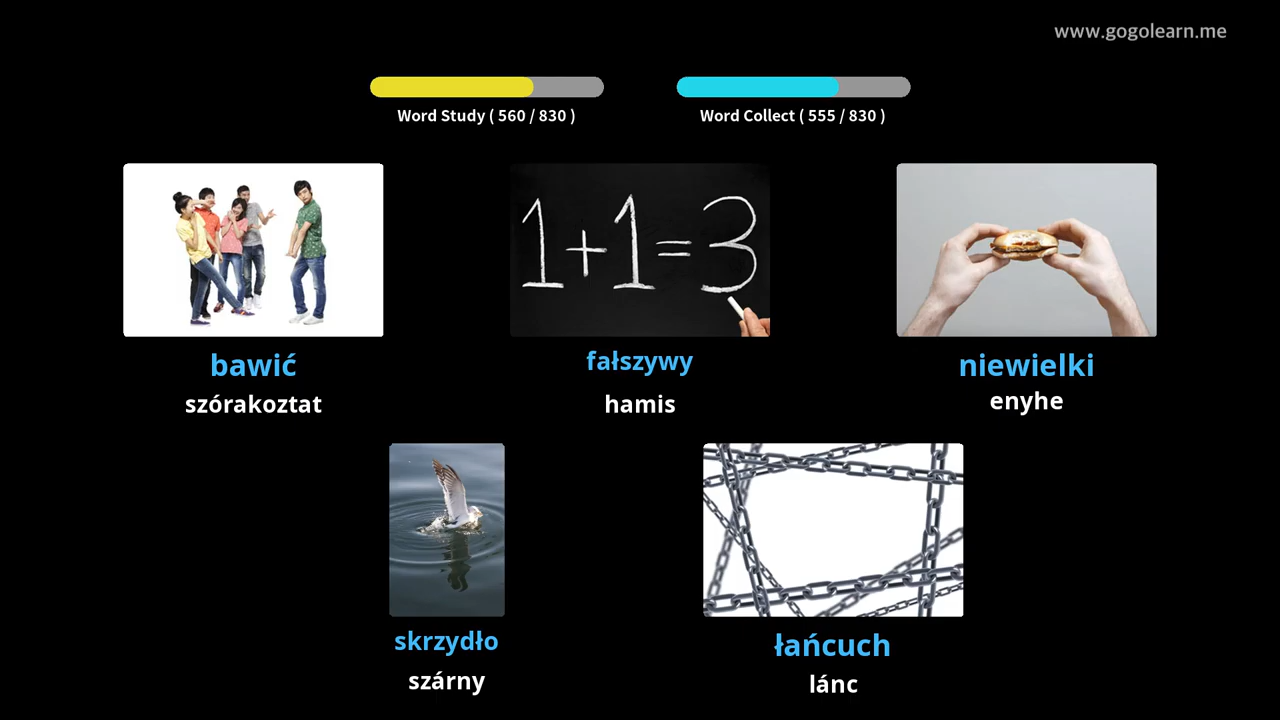 www.gogolearn.me
Word Study ( 560 / 830 )
Word Collect ( 555 / 830 )
1+1=3
bawić
szórakoztat
fałszywy
hamis
niewielki
enyhe
skrzydło
szárny
łańcuch
lánc